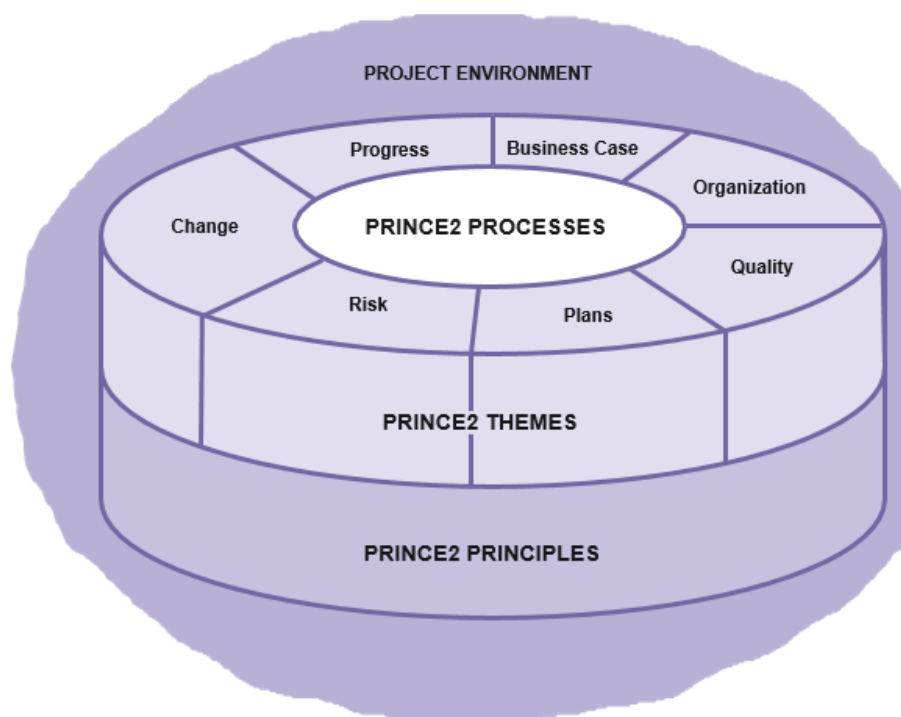 PROJECT ENVIRONMENT
Progress
Business Case
Organization
Change
PRINCE2 PROCESSES
Quality
Risk
Plans
PRINCE2 THEMES
PRINCE2 PRINCIPLES